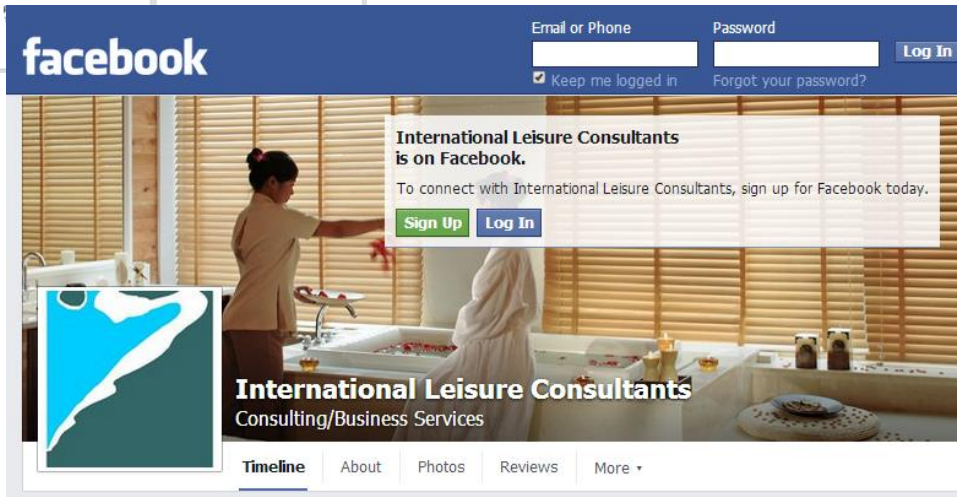 Email or Phone
Password
facebook
Log In
Keep me logged in
Forgot your password?
International Leisure Consultants
is on Facebook.
To connect with International Leisure Consultants, sign up for Facebook today.
Sign Up
Log In
International Leisure Consultants
Consulting/Business Services
Timeline
About
Photos
Reviews
More